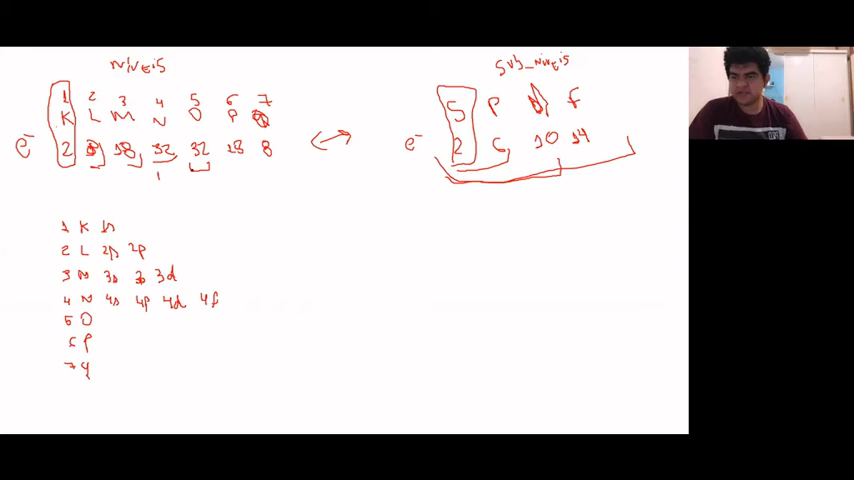 níveis
1 2 3 4 5 6 7
K L M N O P Q
e⁻ 2 8 18 32 32 18 8
sub_níveis
S P d f
e⁻ 2 6 10 14
1 K 1s
2 L 2s 2p
3 M 3s 3p 3d
4 N 4s 4p 4d 4f
5 O
6 P
7 Q